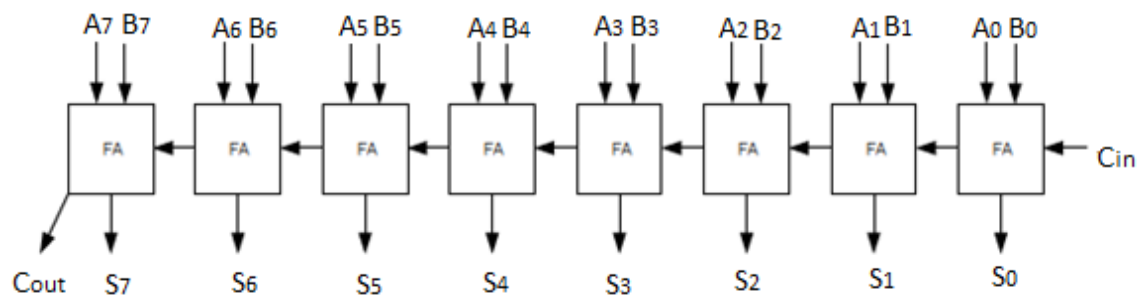 A7 B7 A6 B6 A5 B5 A4 B4 A3 B3 A2 B2 A1 B1 A0 B0
FA FA FA FA FA FA FA FA Cin
Cout S7 S6 S5 S4 S3 S2 S1 S0